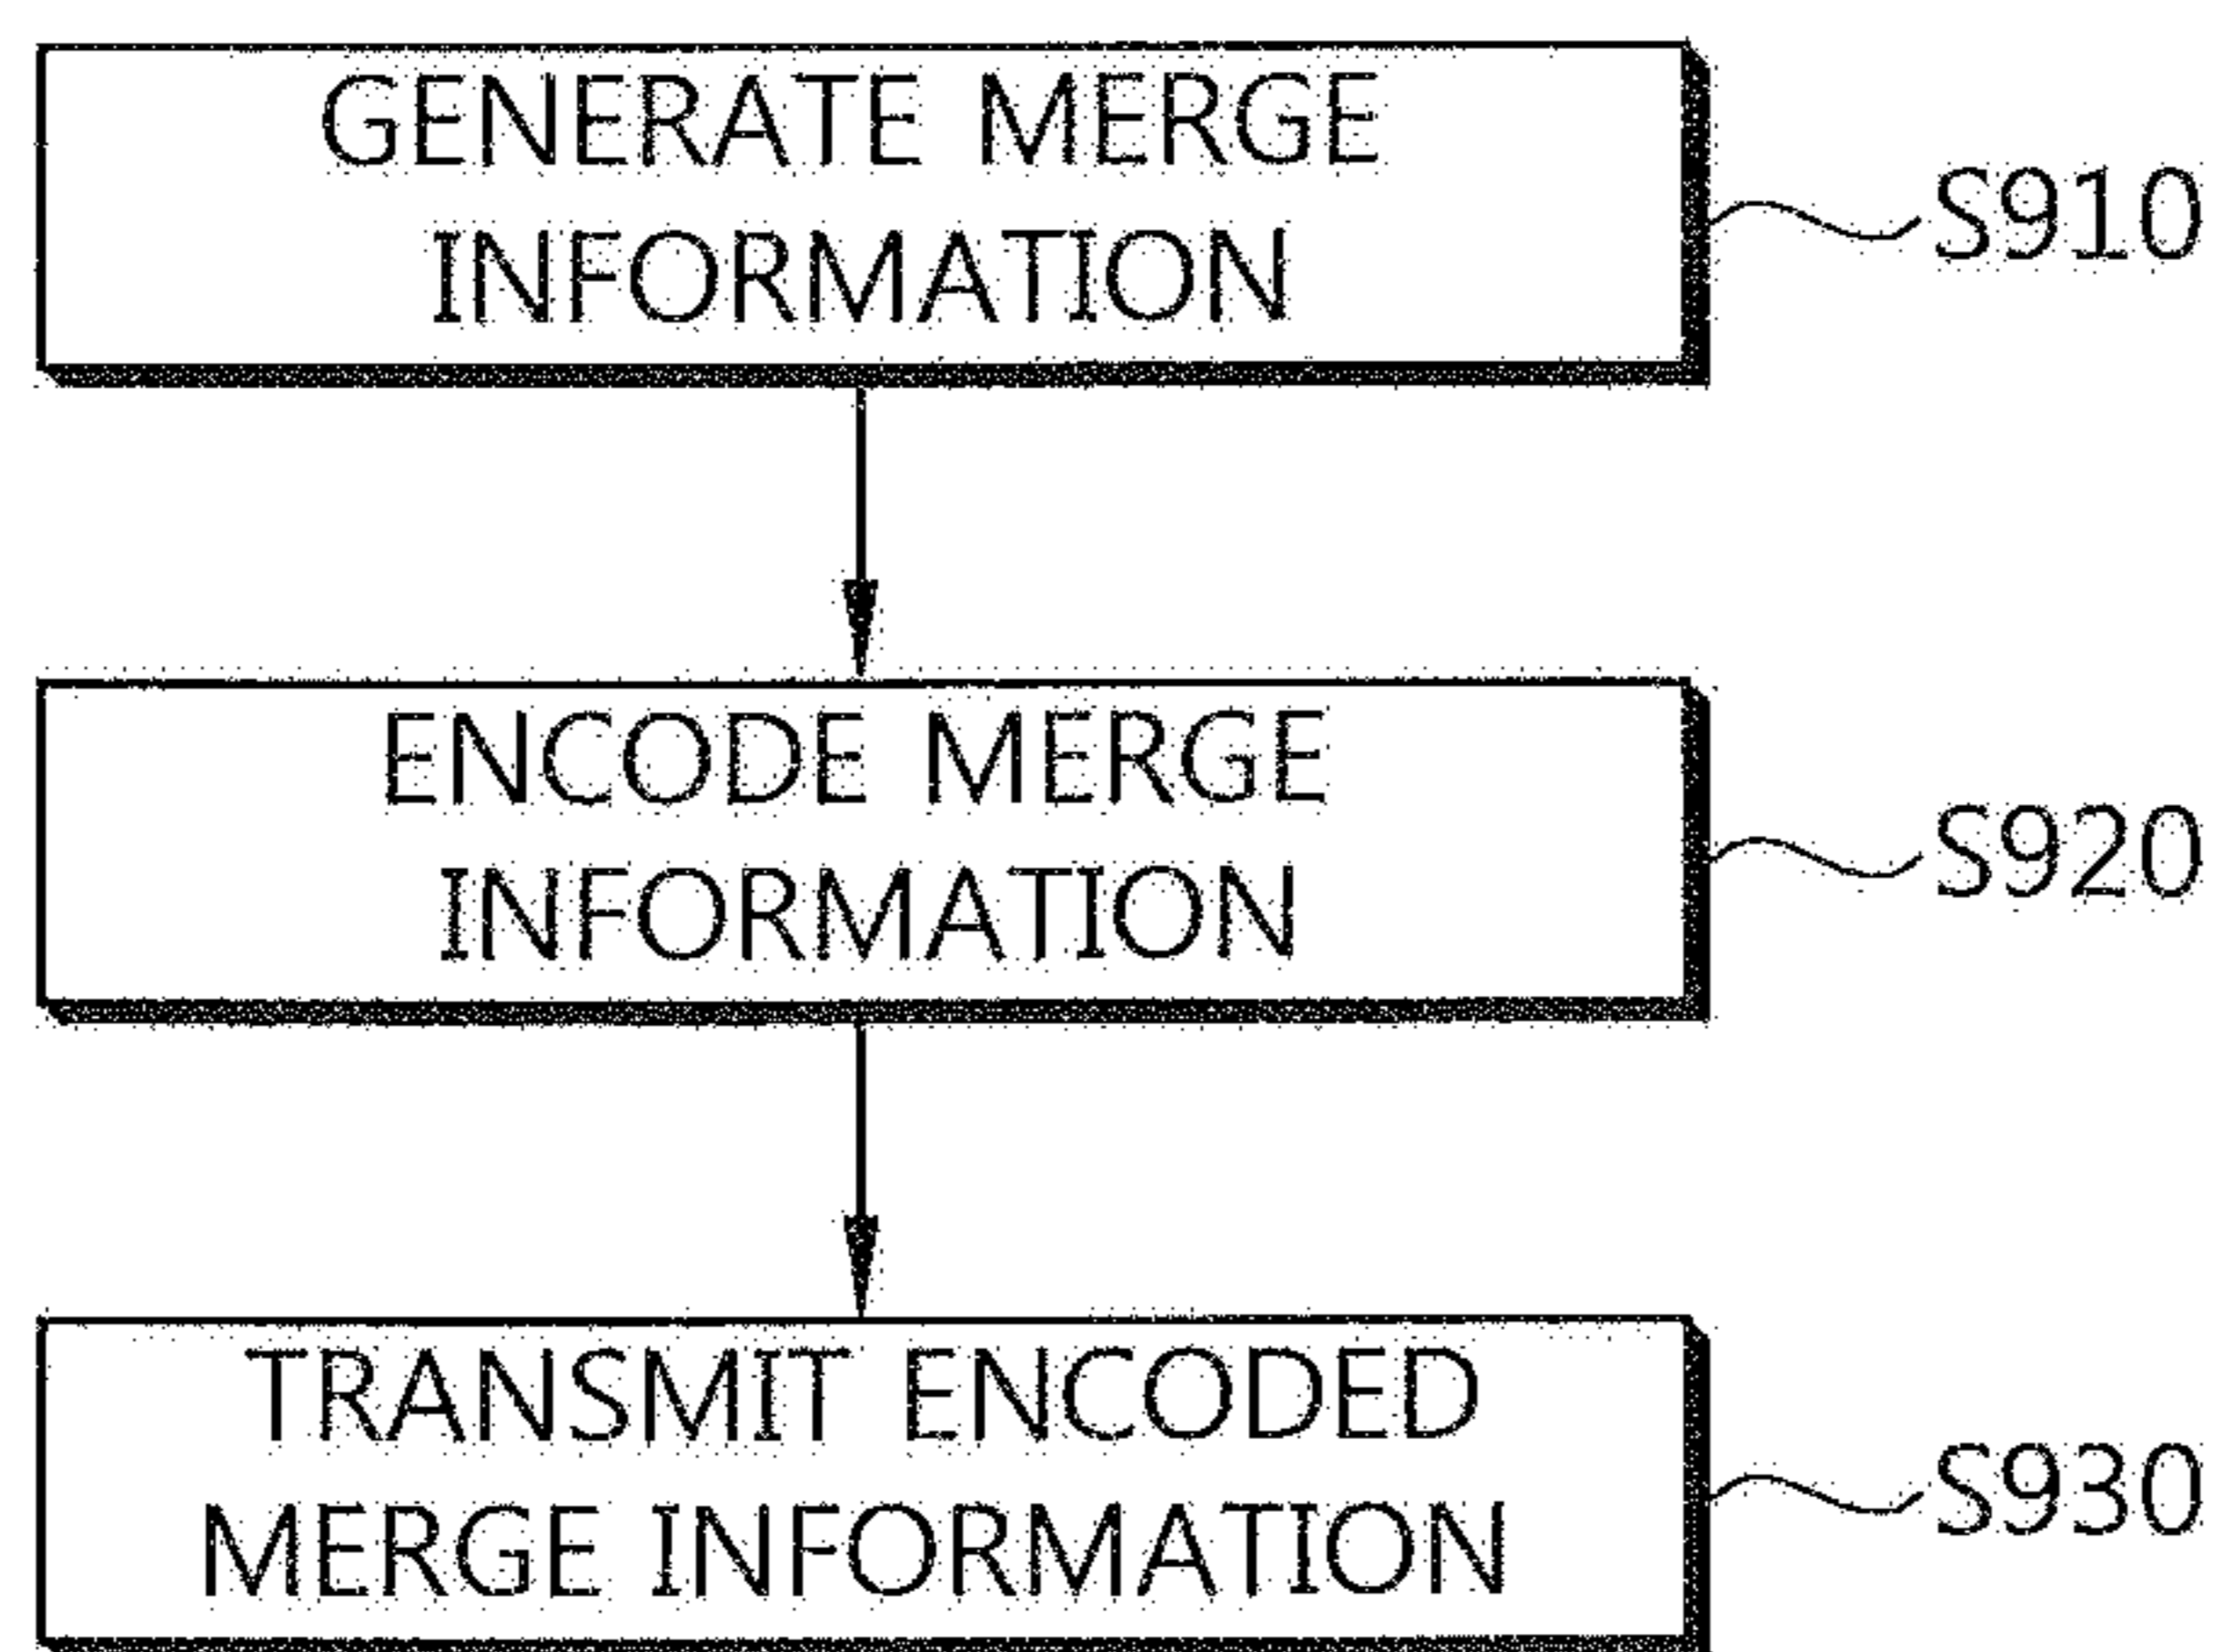 GENERATE MERGE
INFORMATION
S910
ENCODE MERGE
INFORMATION
S920
TRANSMIT ENCODED
MERGE INFORMATION
S930